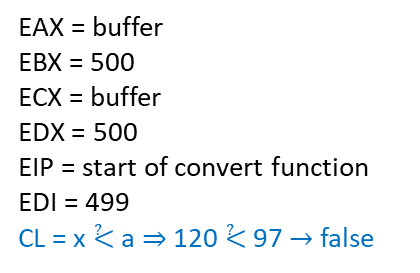 EAX = buffer
EBX = 500
ECX = buffer
EDX = 500
EIP = start of convert function
EDI = 499
CL = x <? a ⇒ 120 <? 97 → false